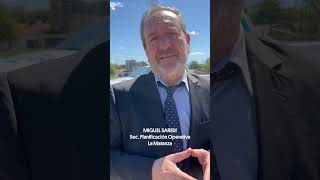 MIGUEL SAREDI
Sec. Planificación Operativa
La Matanza